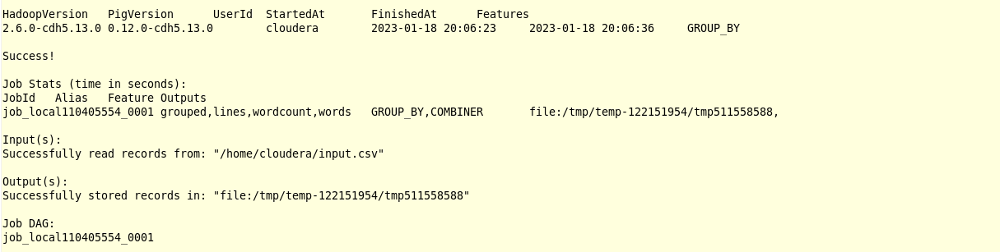 HadoopVersion PigVersion UserId StartedAt FinishedAt Features
2.6.0-cdh5.13.0 0.12.0-cdh5.13.0 cloudera 2023-01-18 20:06:23 2023-01-18 20:06:36 GROUP_BY
Success!
Job Stats (time in seconds):
JobId Alias Feature Outputs
job_local110405554_0001 grouped,lines,wordcount,words GROUP_BY,COMBINER file:/tmp/temp-122151954/tmp511558588,
Input(s):
Successfully read records from: "/home/cloudera/input.csv"
Output(s):
Successfully stored records in: "file:/tmp/temp-122151954/tmp511558588"
Job DAG:
job_local110405554_0001